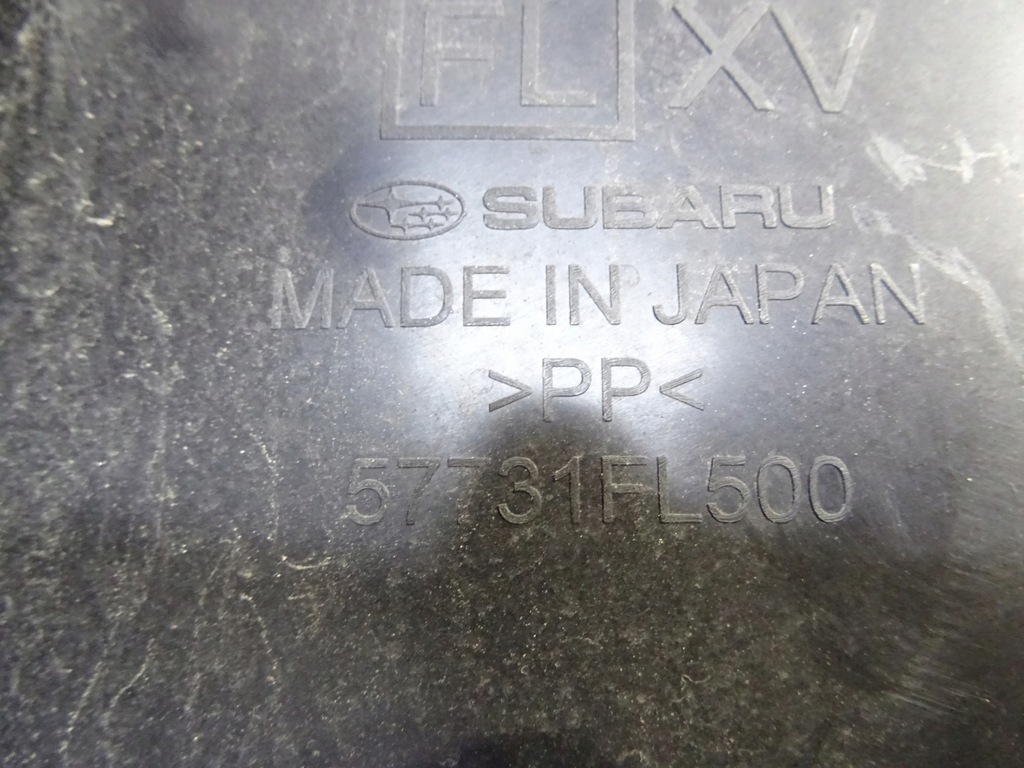 FL XV
SUBARU
MADE IN JAPAN
>PP<
57731FL500